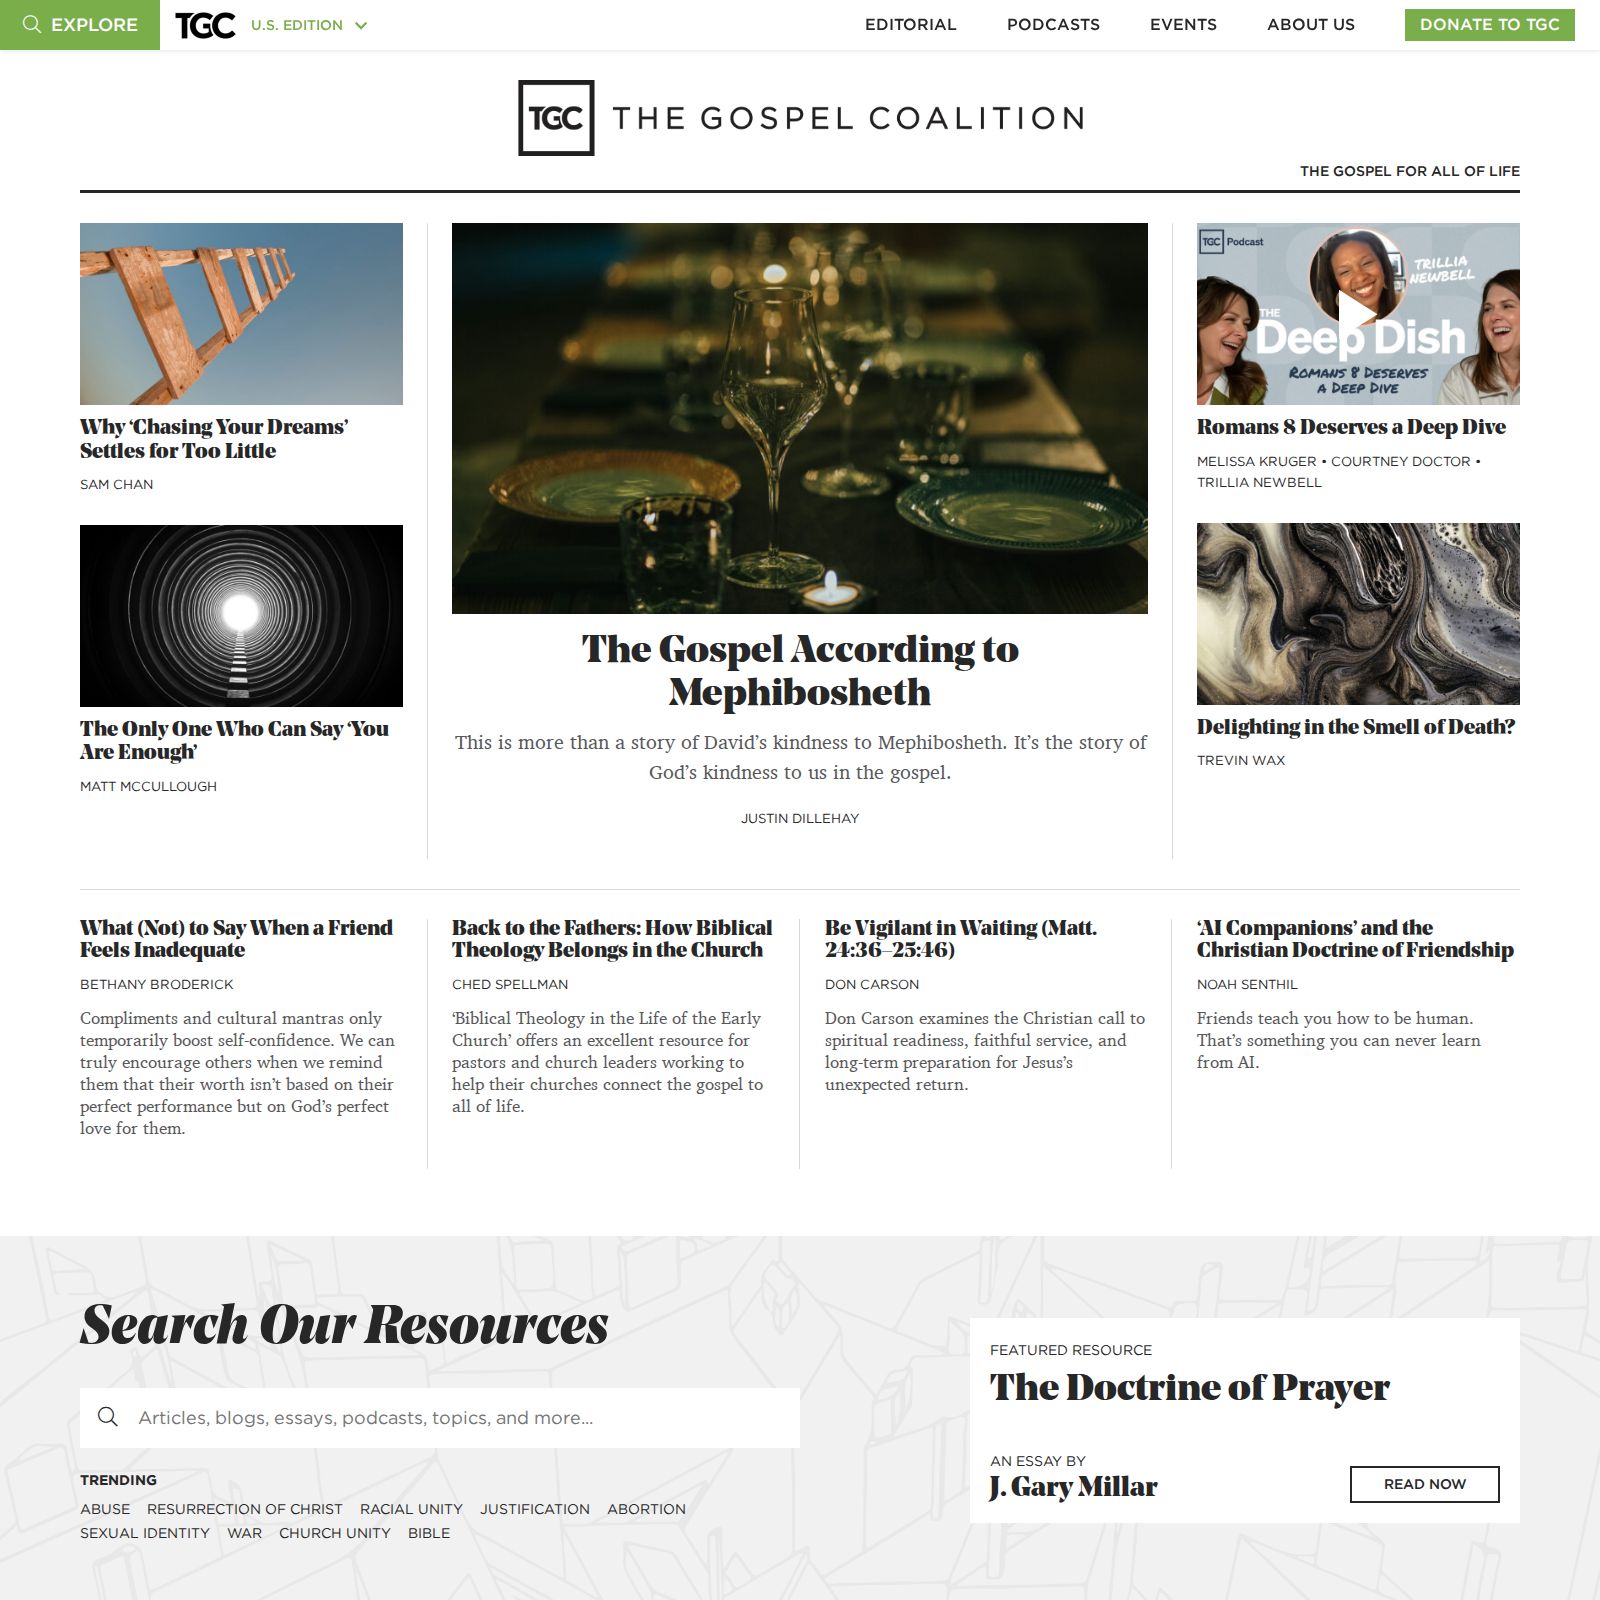 EXPLORE
TGC
U.S. EDITION
EDITORIAL
PODCASTS
EVENTS
ABOUT US
DONATE TO TGC
TGC THE GOSPEL COALITION
THE GOSPEL FOR ALL OF LIFE
Why ‘Chasing Your Dreams’
Settles for Too Little
SAM CHAN
The Only One Who Can Say ‘You
Are Enough’
MATT MCCULLOUGH
The Gospel According to
Mephibosheth
This is more than a story of David’s kindness to Mephibosheth. It’s the story of
God’s kindness to us in the gospel.
JUSTIN DILLEHAY
TGC Podcast
TRILLIA
NEWBELL
THE
Deep Dish
ROMANS 8 DESERVES
A DEEP DIVE
Romans 8 Deserves a Deep Dive
MELISSA KRUGER • COURTNEY DOCTOR •
TRILLIA NEWBELL
Delighting in the Smell of Death?
TREVIN WAX
What (Not) to Say When a Friend
Feels Inadequate
BETHANY BRODERICK
Compliments and cultural mantras only
temporarily boost self-confidence. We can
truly encourage others when we remind
them that their worth isn’t based on their
perfect performance but on God’s perfect
love for them.
Back to the Fathers: How Biblical
Theology Belongs in the Church
CHED SPELLMAN
‘Biblical Theology in the Life of the Early
Church’ offers an excellent resource for
pastors and church leaders working to
help their churches connect the gospel to
all of life.
Be Vigilant in Waiting (Matt.
24:36–25:46)
DON CARSON
Don Carson examines the Christian call to
spiritual readiness, faithful service, and
long-term preparation for Jesus’s
unexpected return.
‘AI Companions’ and the
Christian Doctrine of Friendship
NOAH SENTHIL
Friends teach you how to be human.
That’s something you can never learn
from AI.
Search Our Resources
Articles, blogs, essays, podcasts, topics, and more...
TRENDING
ABUSE RESURRECTION OF CHRIST RACIAL UNITY JUSTIFICATION ABORTION
SEXUAL IDENTITY WAR CHURCH UNITY BIBLE
FEATURED RESOURCE
The Doctrine of Prayer
AN ESSAY BY
J. Gary Millar
READ NOW